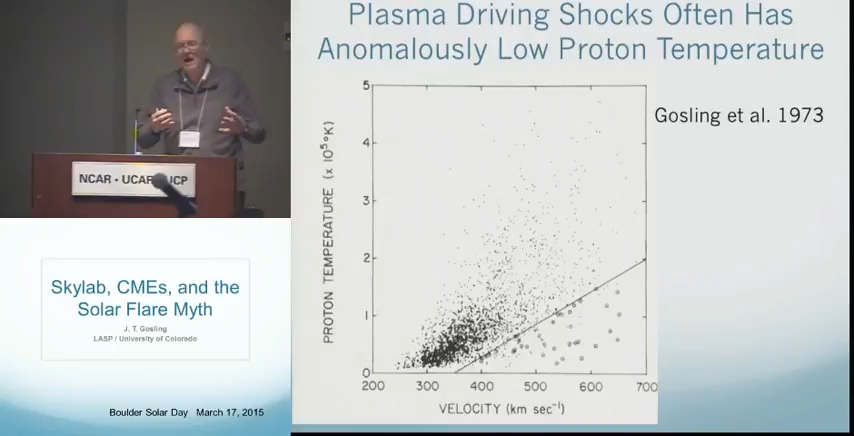 Plasma Driving Shocks Often Has
Anomalously Low Proton Temperature
Gosling et al. 1973
PROTON TEMPERATURE (x 10⁵ °K)
5
4
3
2
1
0
200 300 400 500 600 700
VELOCITY (km sec⁻¹)
NCAR • UCAR UCP
Skylab, CMEs, and the
Solar Flare Myth
J. T. Gosling
LASP / University of Colorado
Boulder Solar Day March 17, 2015